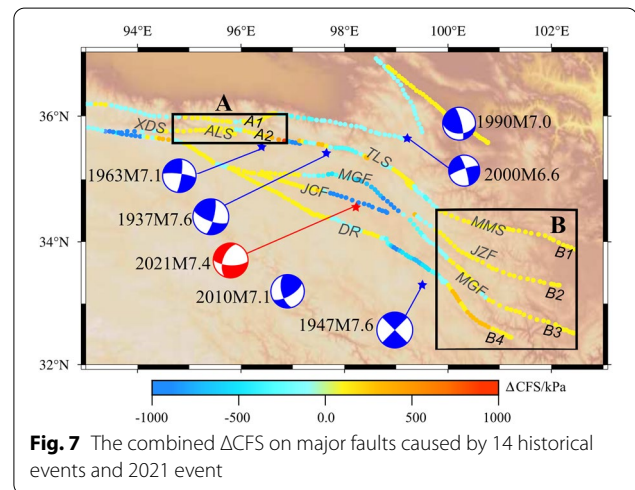 94°E 96°E 98°E 100°E 102°E
36°N
34°N
32°N
A
A1
XDS ALS A2
1990M7.0
TLS
2000M6.6
1963M7.1
MGF
1937M7.6
JCF
MMS B
B1
DR
JZF
2021M7.4
MGF B2
2010M7.1
1947M7.6
B3
B4
ΔCFS/kPa
-1000 -500 0.0 500 1000
Fig. 7 The combined ΔCFS on major faults caused by 14 historical
events and 2021 event